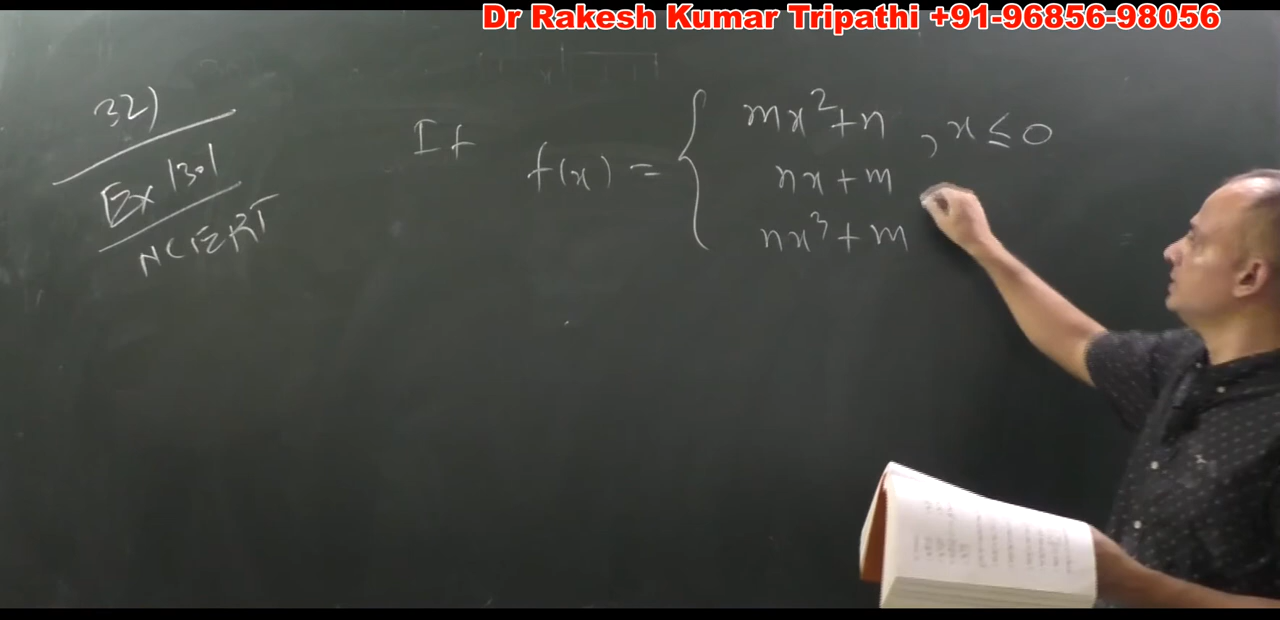 Dr Rakesh Kumar Tripathi +91-96856-98056
32)
Ex 13.1
NCERT
If f(x) = { mx²+n , x ≤ 0
nx + m
nx³ + m